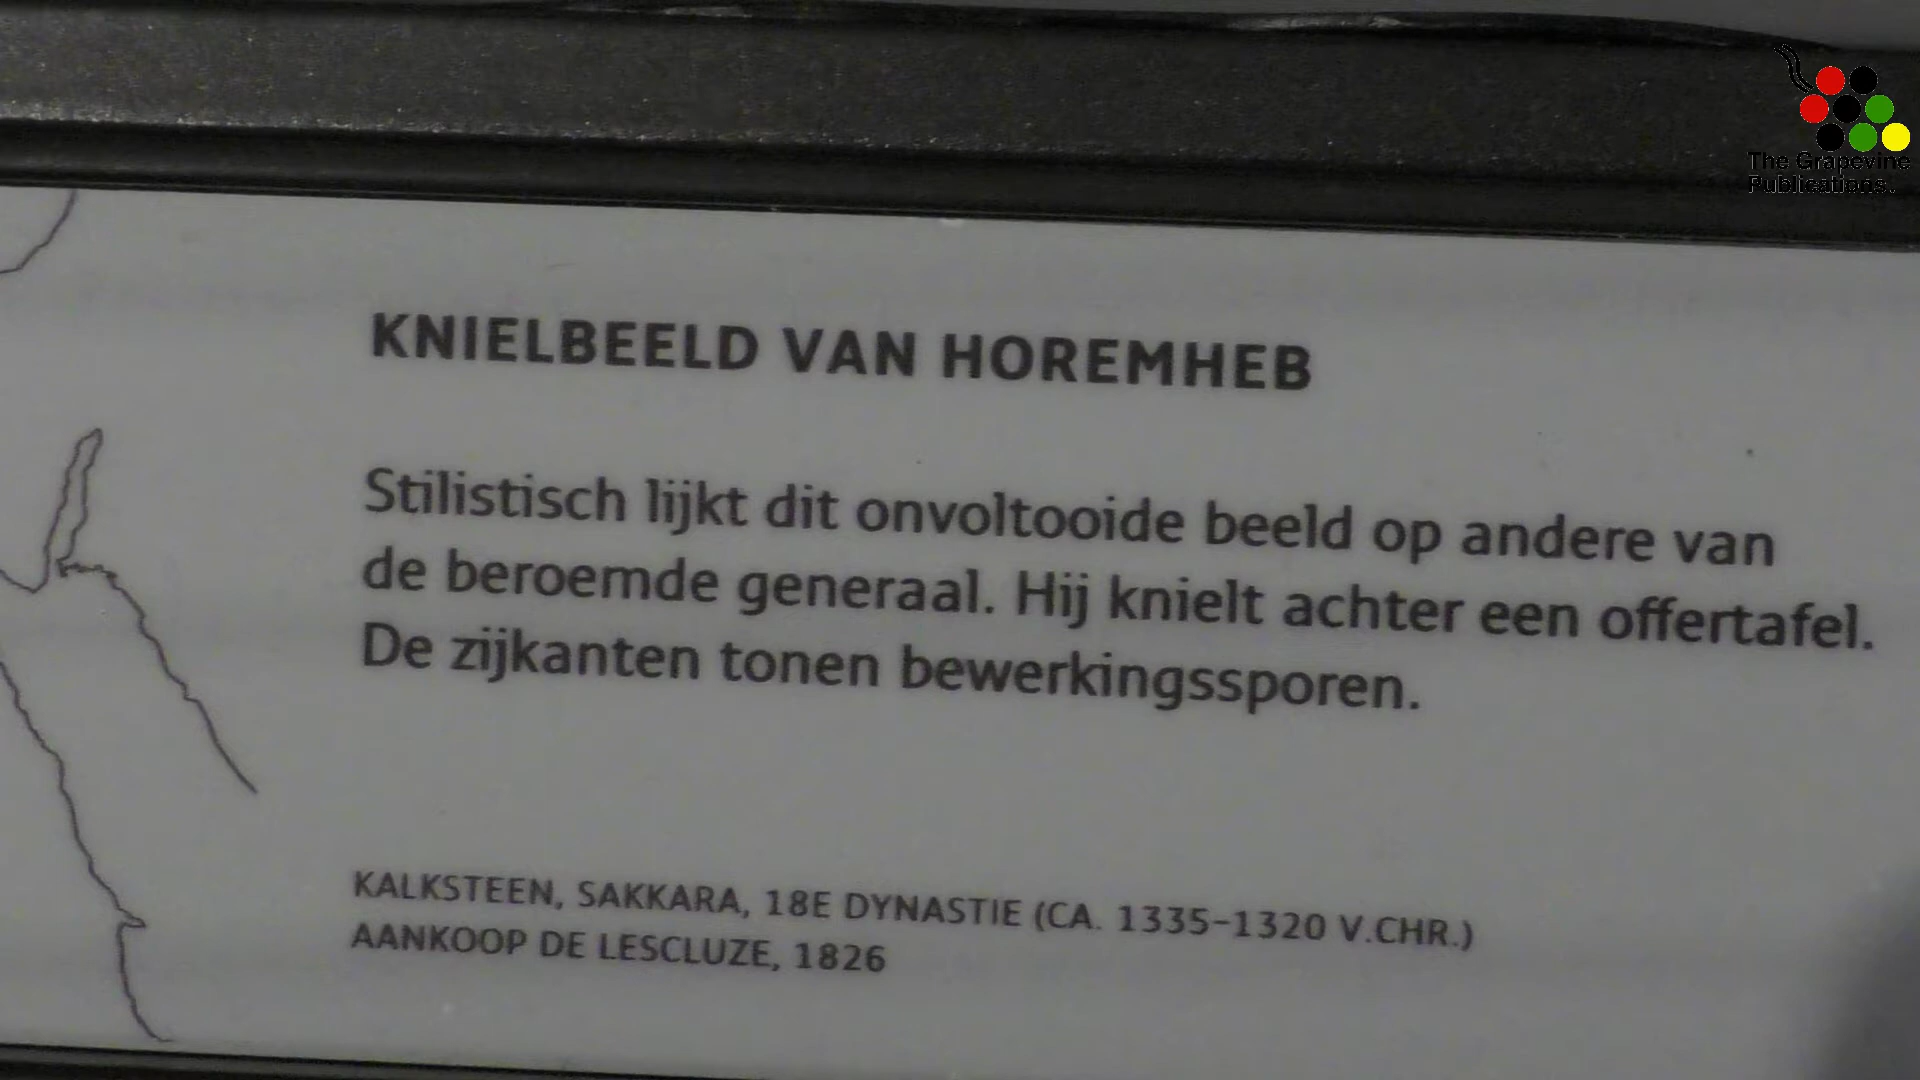 The Grapevine
Publications.
KNIELBEELD VAN HOREMHEB
Stilistisch lijkt dit onvoltooide beeld op andere van
de beroemde generaal. Hij knielt achter een offertafel.
De zijkanten tonen bewerkingssporen.
KALKSTEEN, SAKKARA, 18E DYNASTIE (CA. 1335-1320 V.CHR.)
AANKOOP DE LESCLUZE, 1826